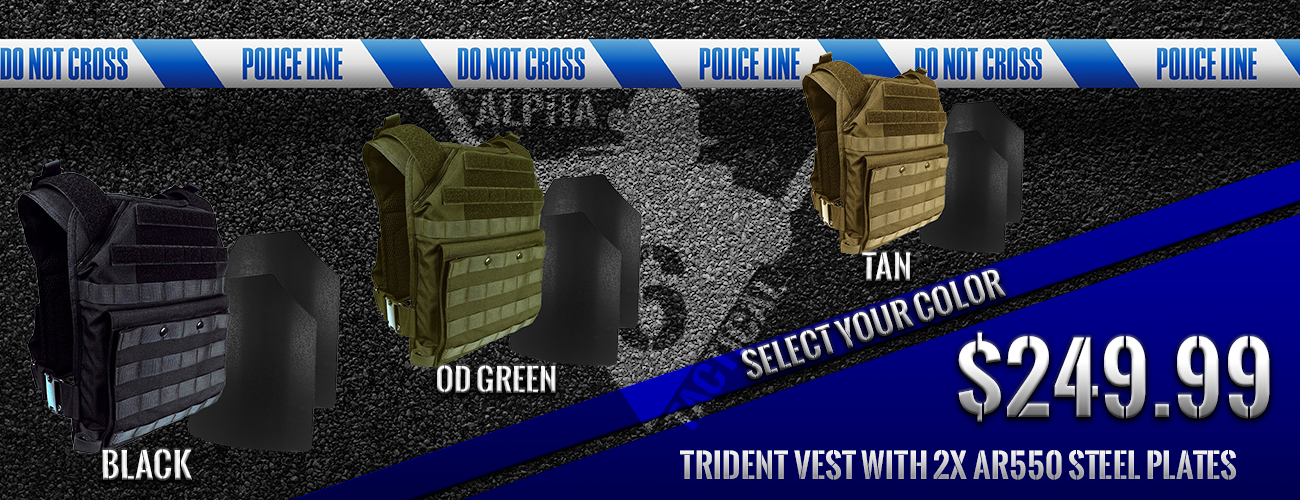 DO NOT CROSS POLICE LINE DO NOT CROSS POLICE LINE DO NOT CROSS POLICE LINE
ALPHA
TAN
6
SELECT YOUR COLOR
OD GREEN
$249.99
BLACK
TRIDENT VEST WITH 2X AR550 STEEL PLATES